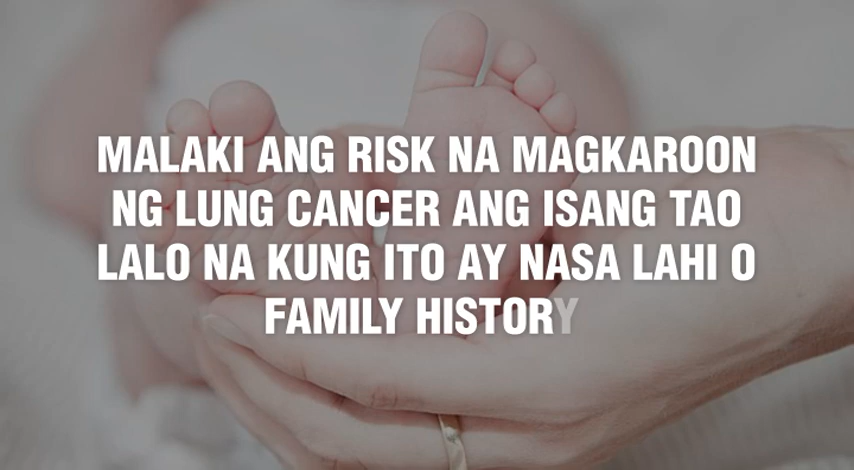 MALAKI ANG RISK NA MAGKAROON
NG LUNG CANCER ANG ISANG TAO
LALO NA KUNG ITO AY NASA LAHI O
FAMILY HISTORY